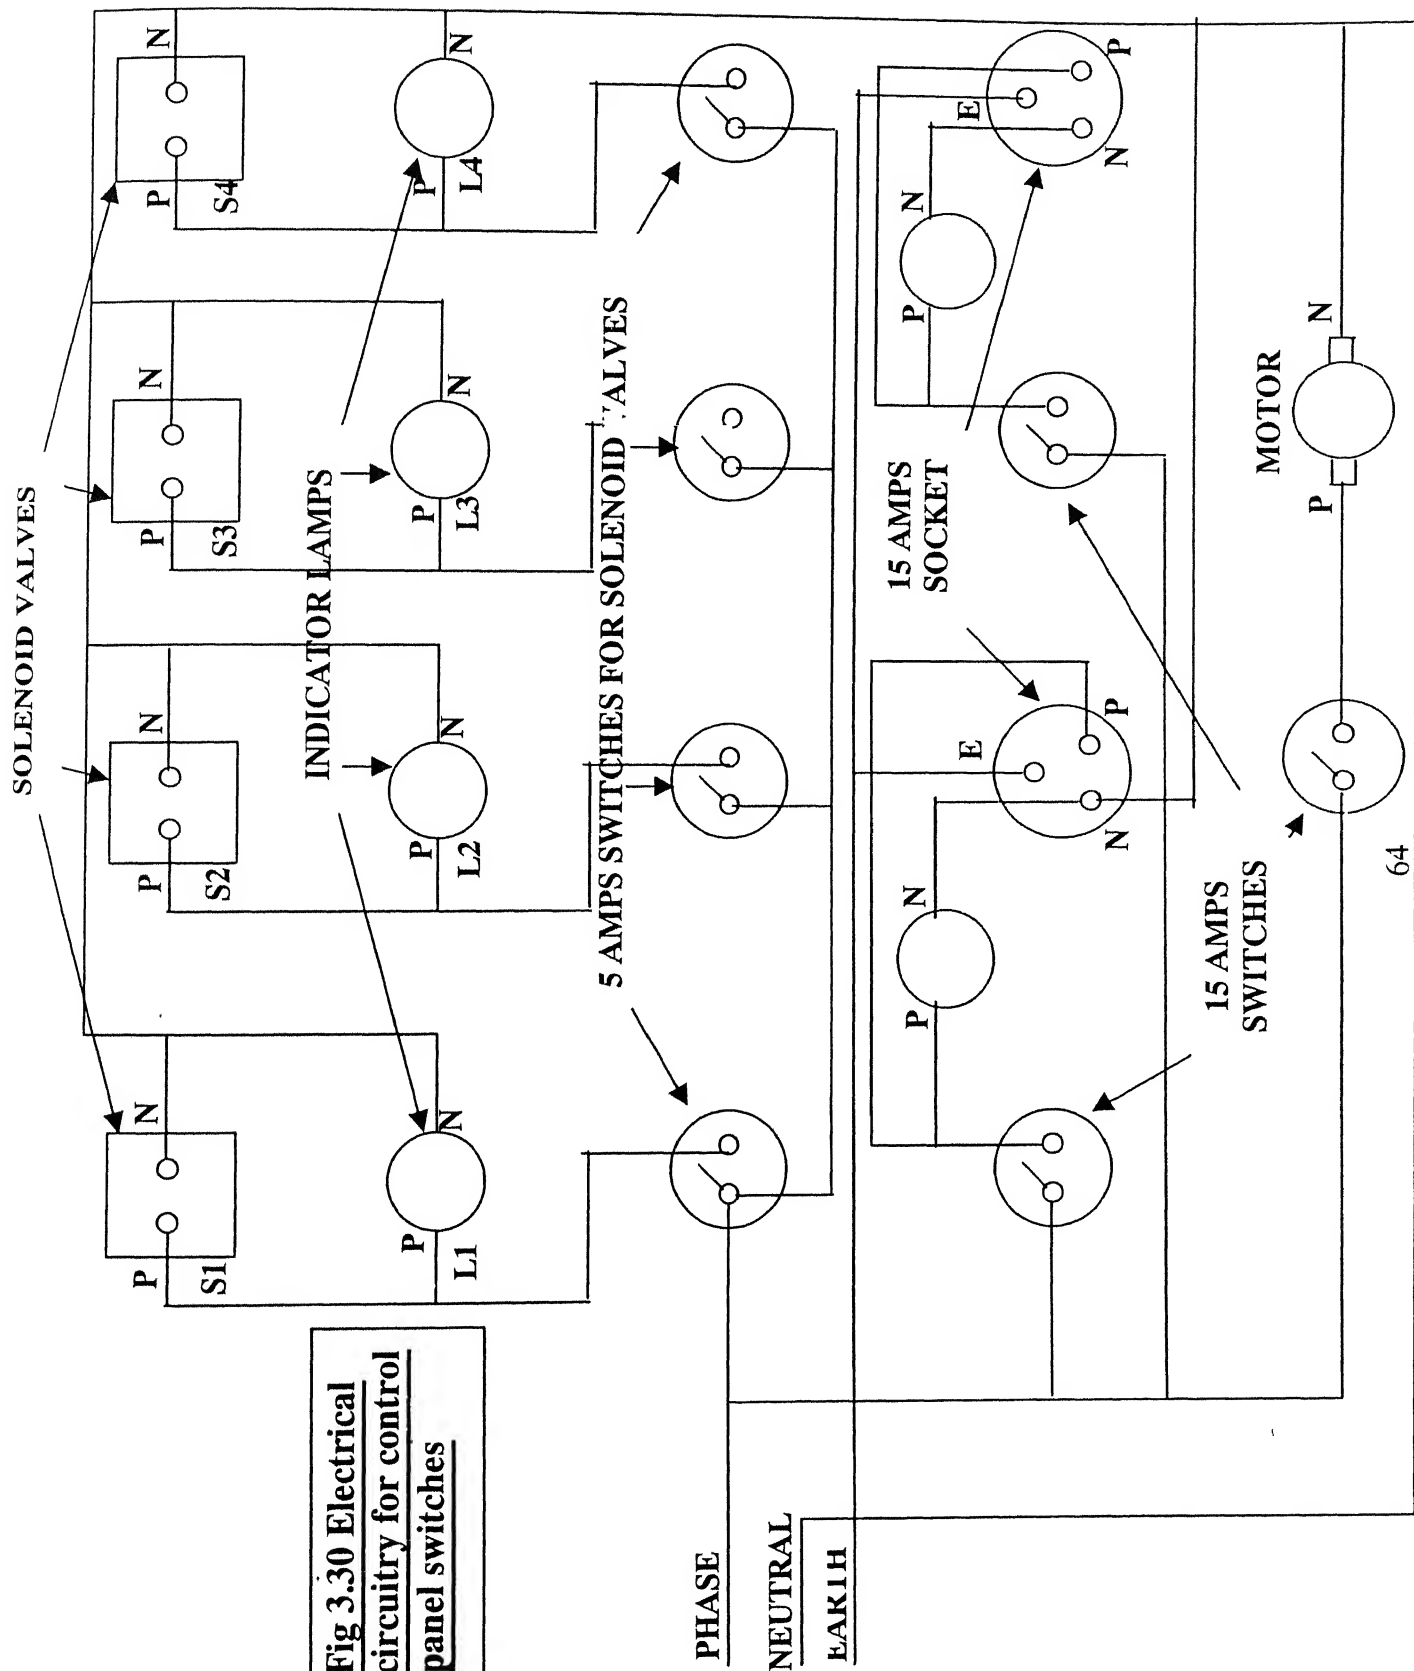 SOLENOID VALVES
P N P N P N P N
S1 S2 S3 S4
INDICATOR LAMPS
Fig 3.30 Electrical
circuitry for control
panel switches
P N P N P N P N
L1 L2 L3 L4
5 AMPS SWITCHES FOR SOLENOID VALVES
PHASE
NEUTRAL
EARTH
P N P N
15 AMPS
SOCKET
E E
N P N P
15 AMPS
SWITCHES
MOTOR
P N
64